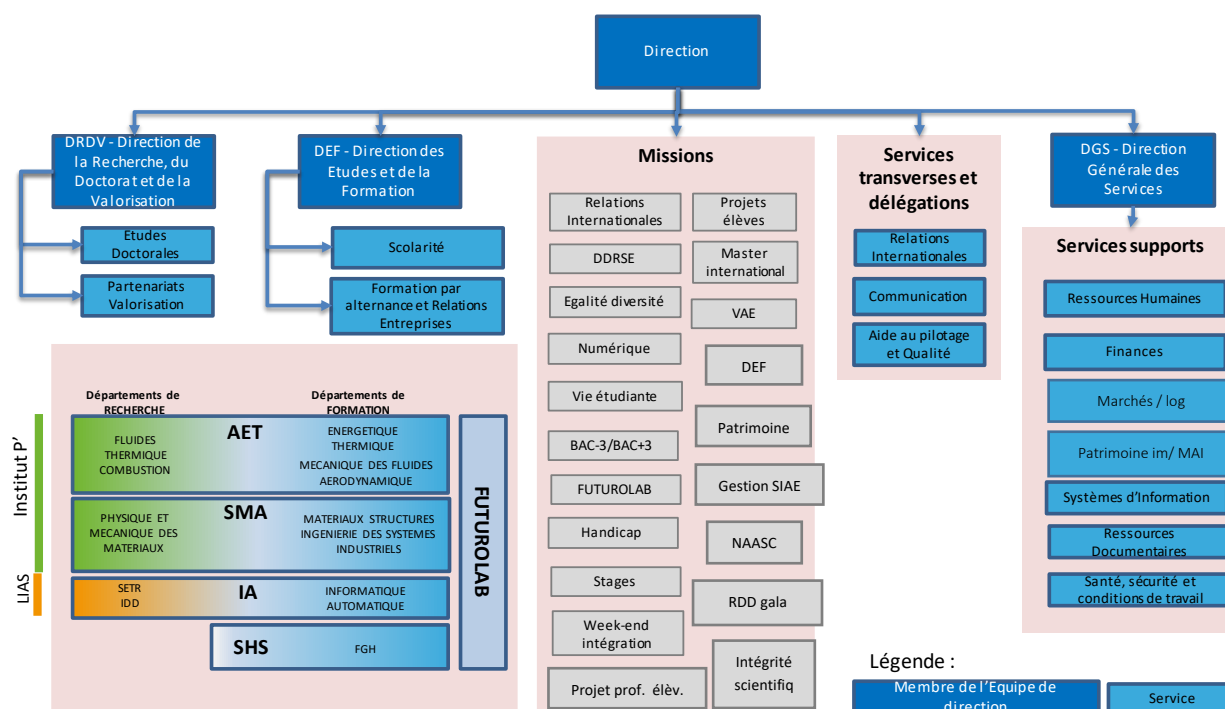 Direction
DRDV - Direction de
la Recherche, du
Doctorat et de la
Valorisation
Etudes
Doctorales
Partenariats
Valorisation
DEF - Direction des
Etudes et de la
Formation
Scolarité
Formation par
alternance et Relations
Entreprises
Missions
Relations
Internationales
DDRSE
Egalité diversité
Numérique
Vie étudiante
BAC-3/BAC+3
FUTUROLAB
Handicap
Stages
Week-end
intégration
Projet prof. élèv.
Projets
élèves
Master
international
VAE
DEF
Patrimoine
Gestion SIAE
NAASC
RDD gala
Intégrité
scientifiq
Services
transverses et
délégations
Relations
Internationales
Communication
Aide au pilotage
et Qualité
DGS - Direction
Générale des
Services
Services supports
Ressources Humaines
Finances
Marchés / log
Patrimoine im/ MAI
Systèmes d'Information
Ressources
Documentaires
Santé, sécurité et
conditions de travail
Départements de
RECHERCHE
Départements de
FORMATION
Institut P'
LIAS
FLUIDES
THERMIQUE
COMBUSTION
AET
ENERGETIQUE
THERMIQUE
MECANIQUE DES FLUIDES
AERODYNAMIQUE
PHYSIQUE ET
MECANIQUE DES
MATERIAUX
SMA
MATERIAUX STRUCTURES
INGENIERIE DES SYSTEMES
INDUSTRIELS
SETR
IDD
IA
INFORMATIQUE
AUTOMATIQUE
SHS
FGH
FUTUROLAB
Légende :
Membre de l'Equipe de
direction
Service